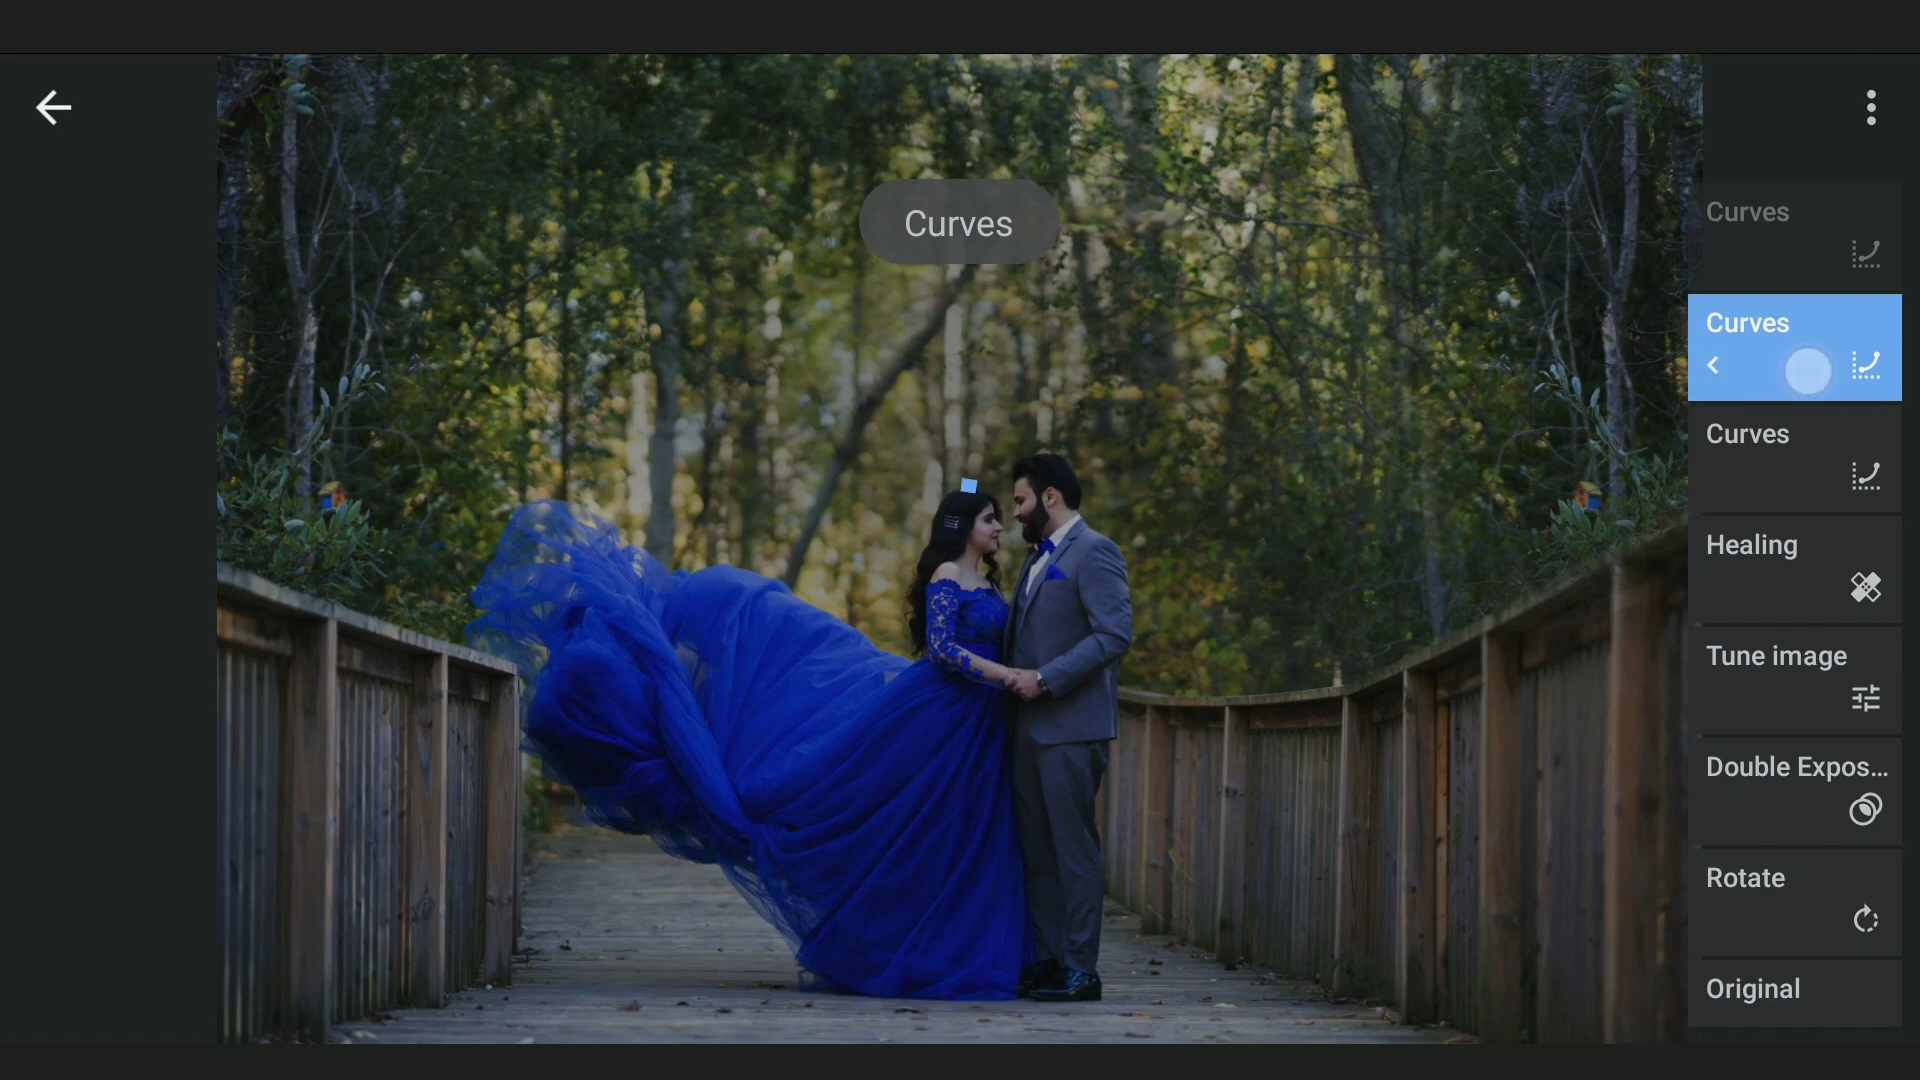 Curves
Curves
Curves
Curves
Healing
Tune image
Double Expos...
Rotate
Original